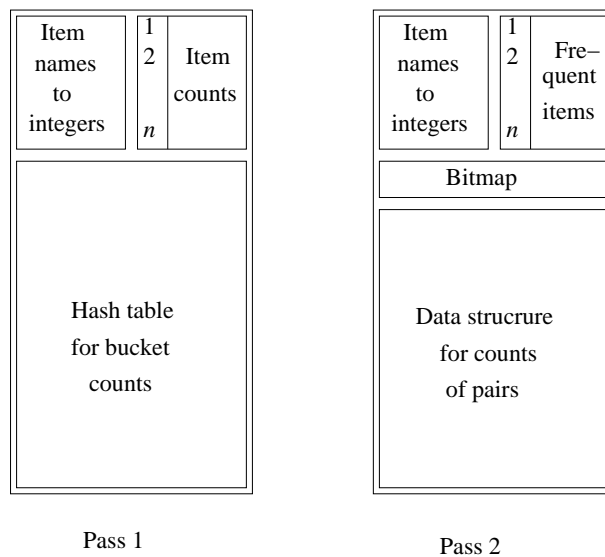 Item
names
to
integers
1
2
n
Item
counts
Hash table
for bucket
counts
Pass 1
Item
names
to
integers
1
2
n
Fre–
quent
items
Bitmap
Data strucrure
for counts
of pairs
Pass 2